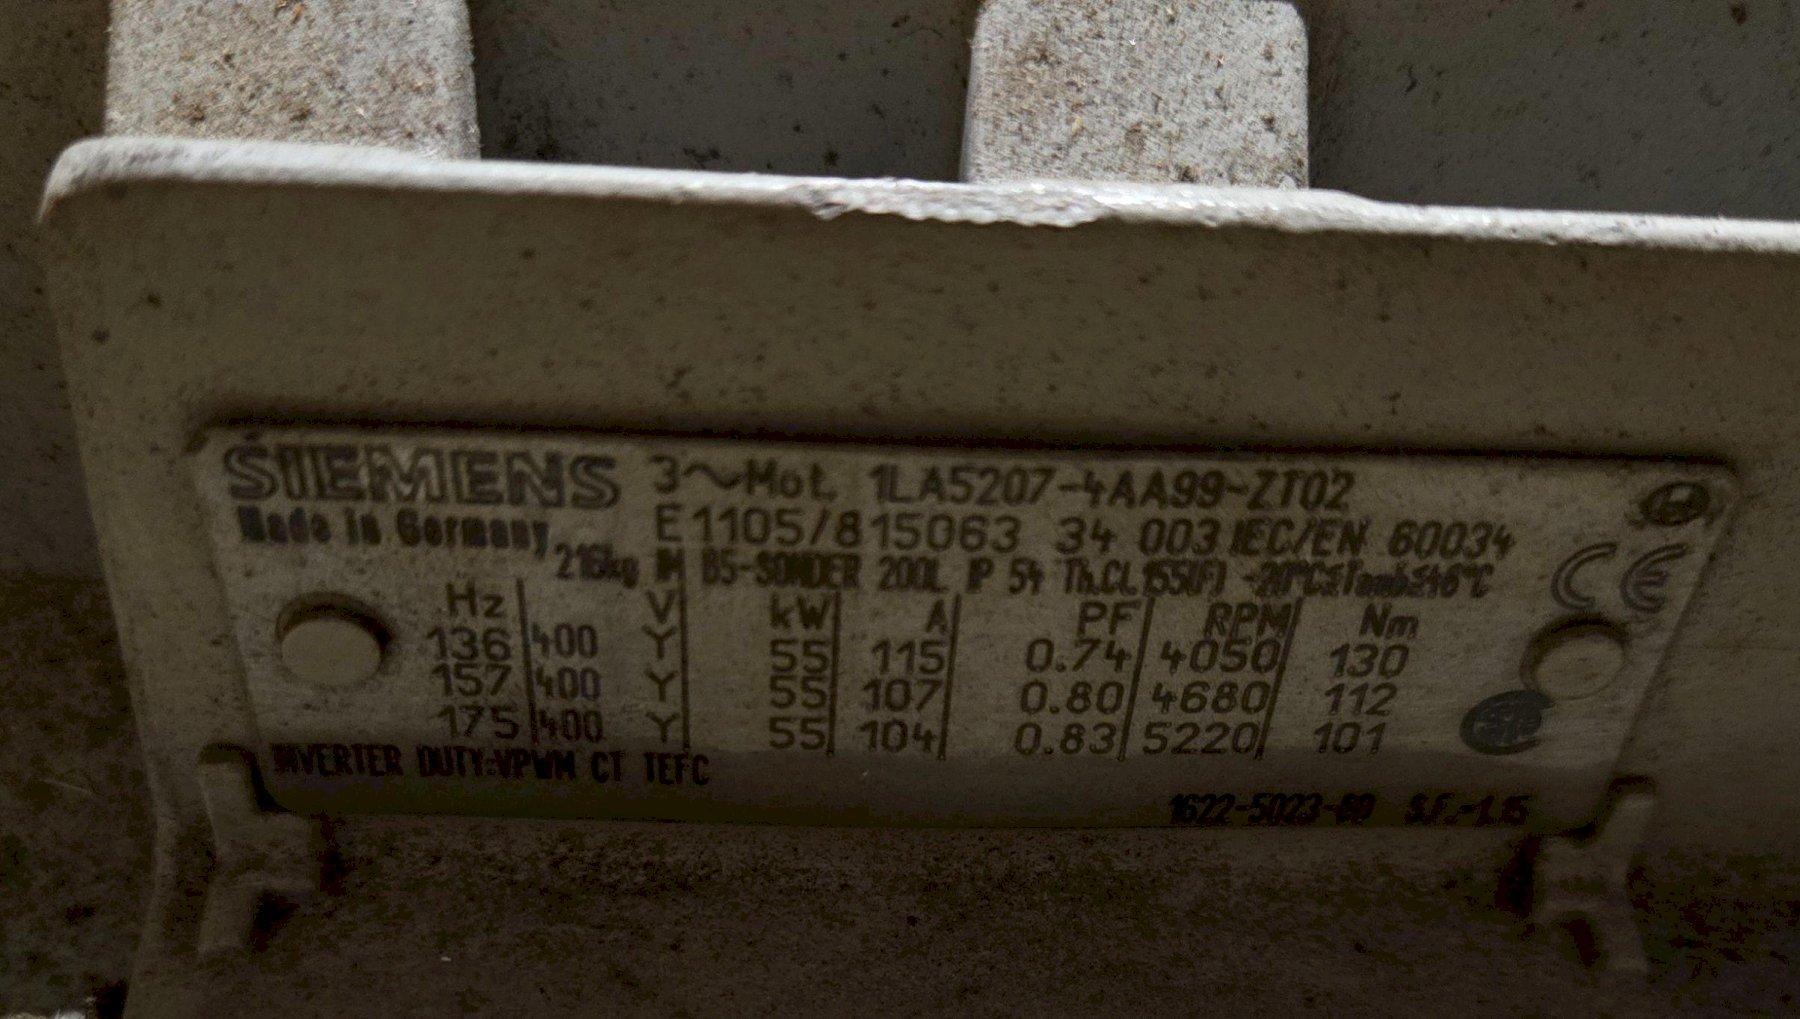 SIEMENS 3~Mot. 1LA5207-4AA99-ZT02
Made in Germany E1105/815063 34 003 IEC/EN 60034
216kg IM B5-SONDER 200L IP 54 Th.Cl.155(F) -20°C≤Tamb≤46°C
CE
Hz V kW A PF RPM Nm
136 400 Y 55 115 0.74 4050 130
157 400 Y 55 107 0.80 4680 112
175 400 Y 55 104 0.83 5220 101
INVERTER DUTY:VPWM CT TEFC
1622-5023-09 S.F.-1.15